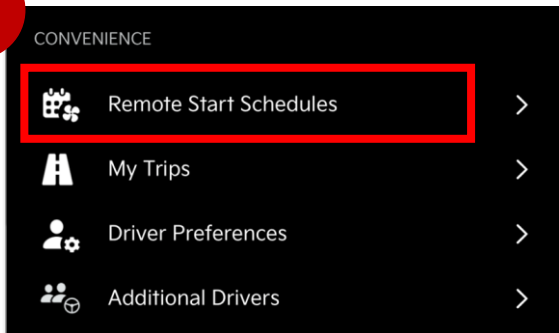 CONVENIENCE
Remote Start Schedules
My Trips
Driver Preferences
Additional Drivers